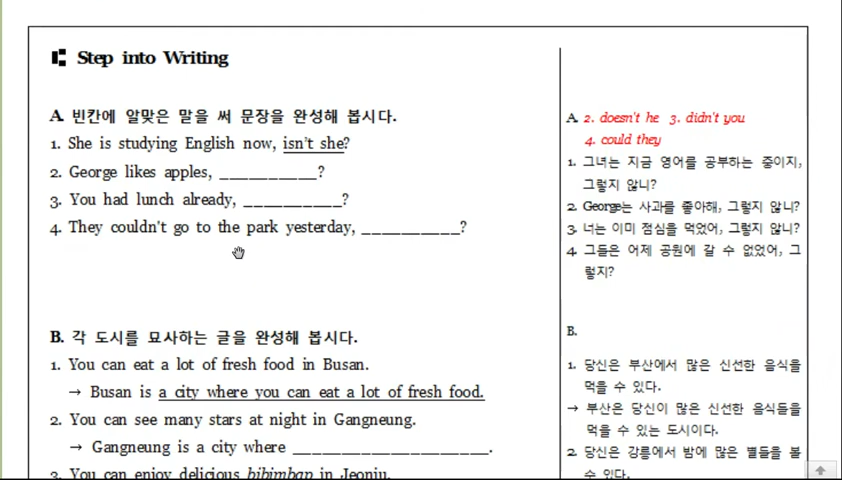 Step into Writing
A. 빈칸에 알맞은 말을 써 문장을 완성해 봅시다.
1. She is studying English now, isn't she?
2. George likes apples, __________?
3. You had lunch already, __________?
4. They couldn't go to the park yesterday, __________?
B. 각 도시를 묘사하는 글을 완성해 봅시다.
1. You can eat a lot of fresh food in Busan.
→ Busan is a city where you can eat a lot of fresh food.
2. You can see many stars at night in Gangneung.
→ Gangneung is a city where ____________________.
3. You can enjoy delicious bibimbap in Jeonju.
A. 2. doesn't he 3. didn't you
4. could they
1. 그녀는 지금 영어를 공부하는 중이지,
그렇지 않니?
2. George는 사과를 좋아해, 그렇지 않니?
3. 너는 이미 점심을 먹었어, 그렇지 않니?
4. 그들은 어제 공원에 갈 수 없었어, 그
렇지?
B.
1. 당신은 부산에서 많은 신선한 음식을
먹을 수 있다.
→ 부산은 당신이 많은 신선한 음식들을
먹을 수 있는 도시이다.
2. 당신은 강릉에서 밤에 많은 별들을 볼
수 있다.